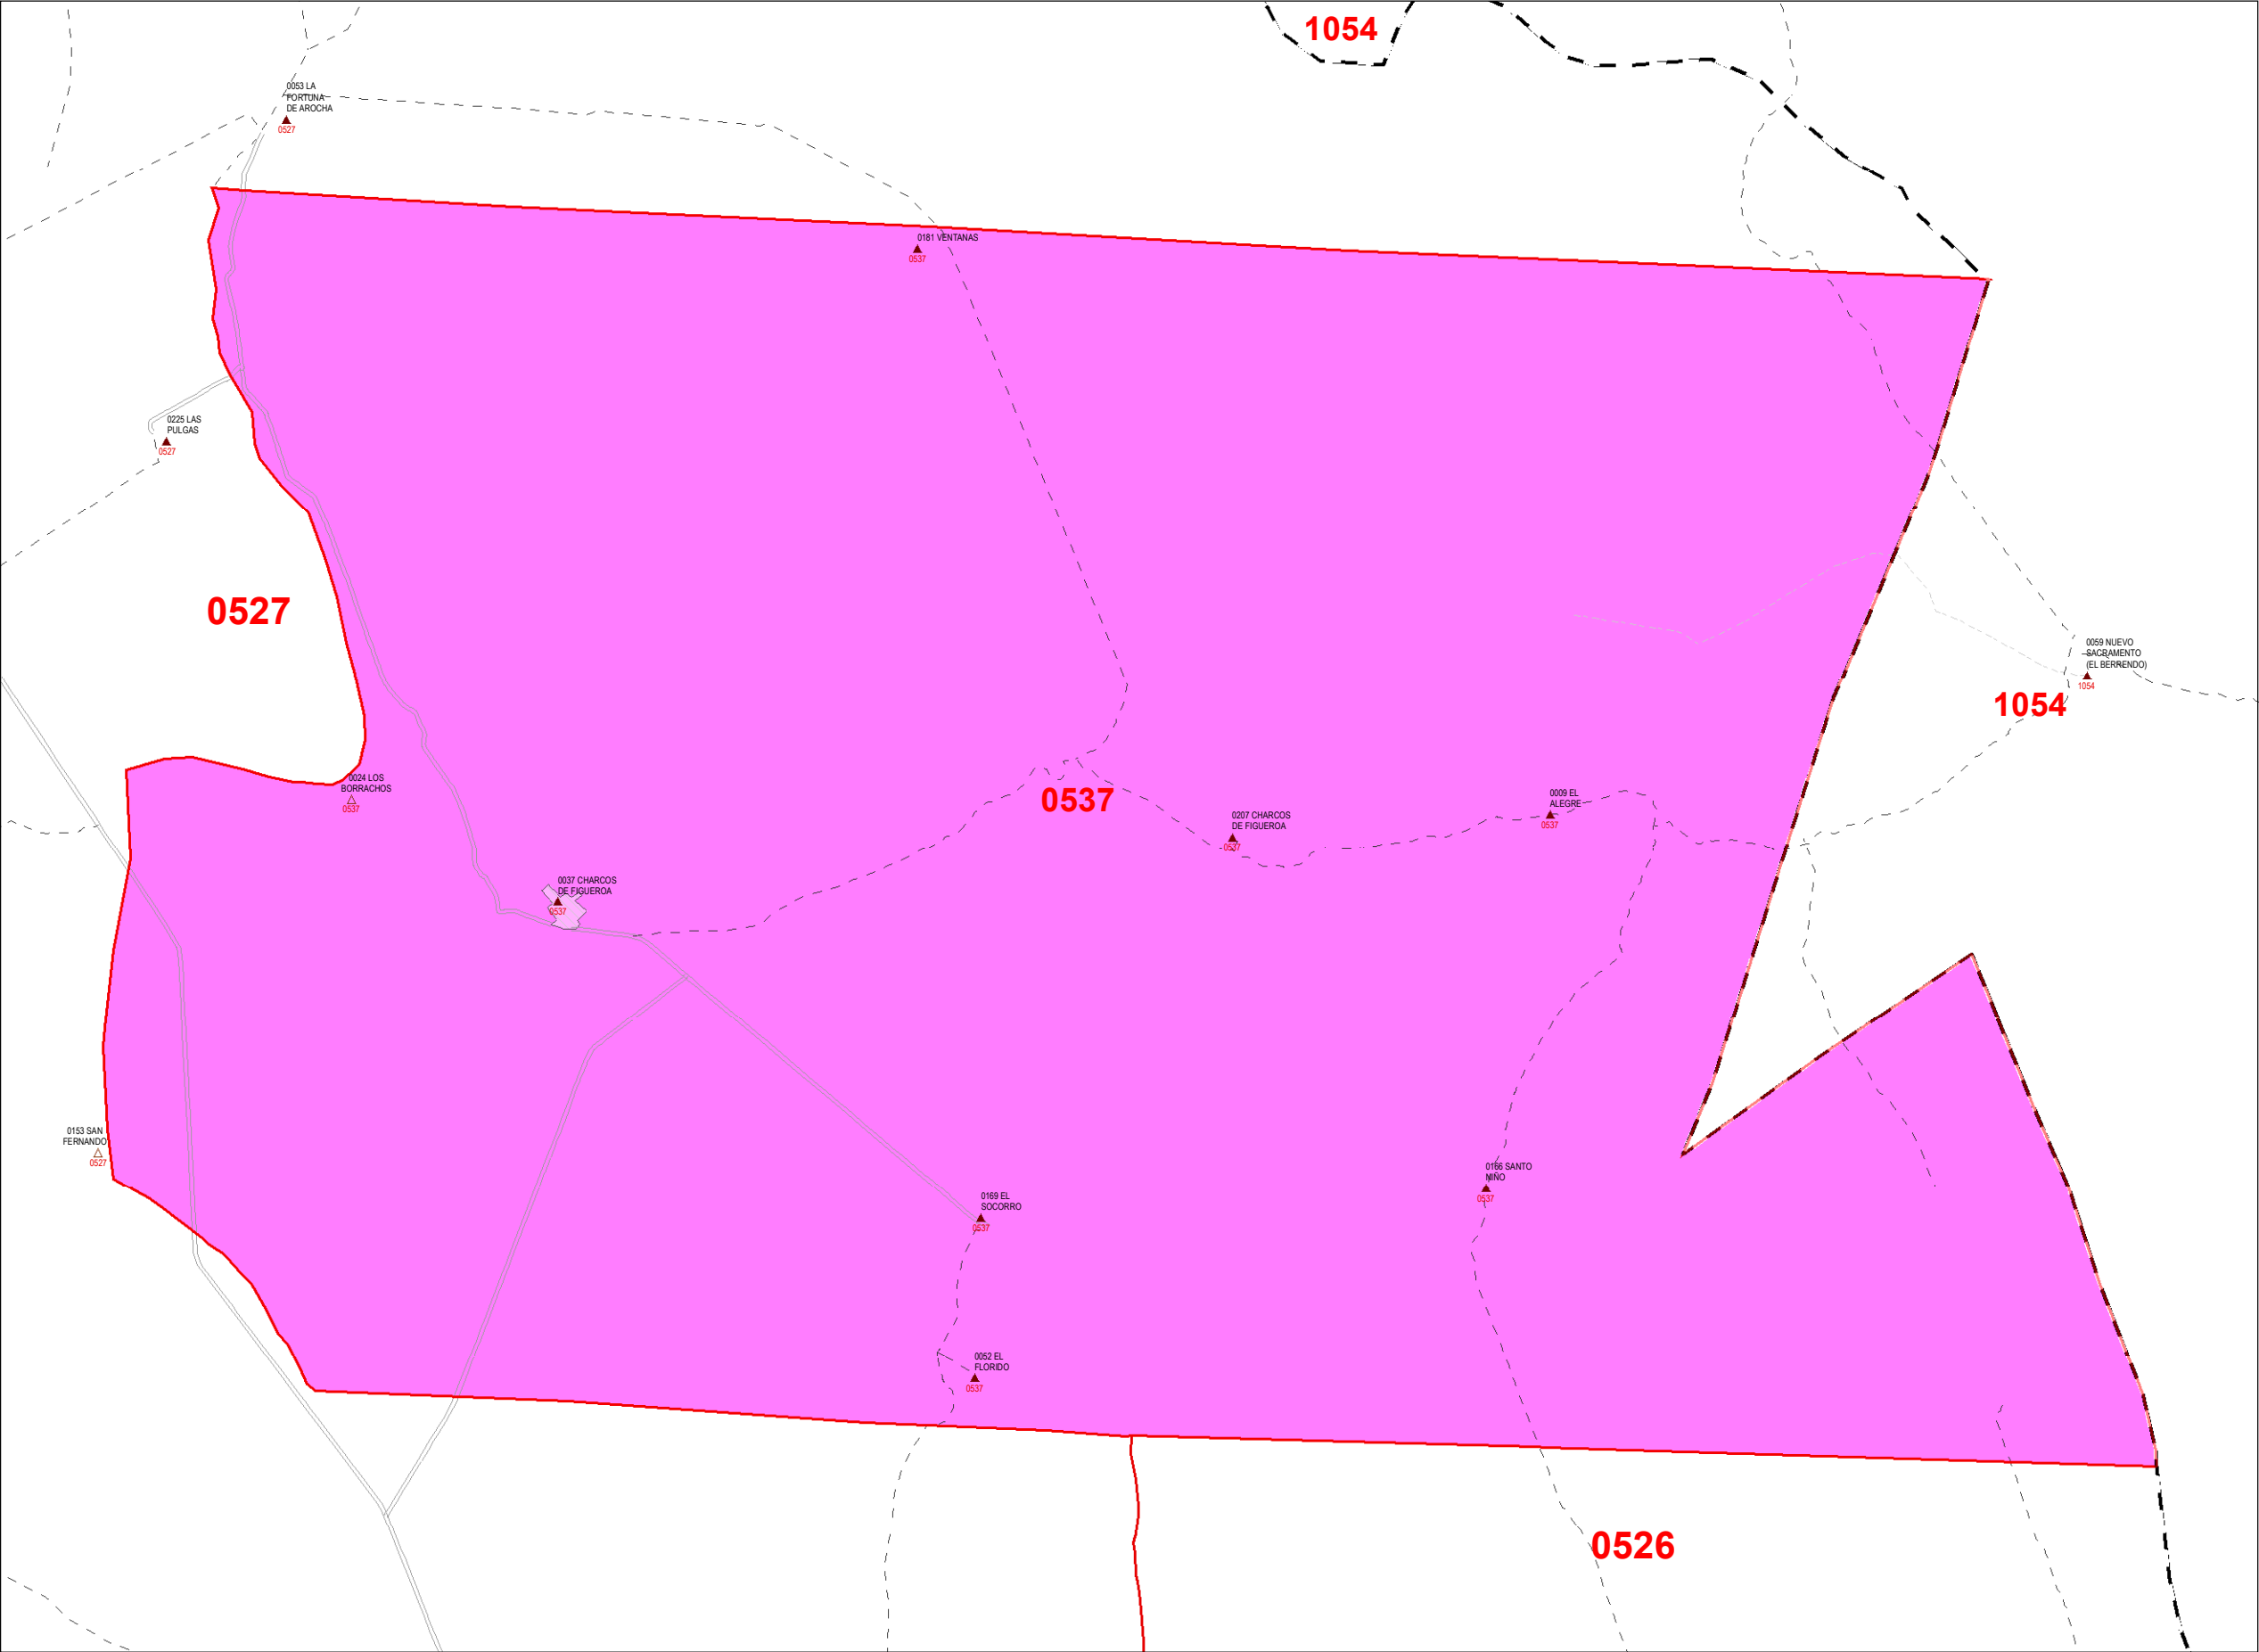 1054
0053 LA
FORTUNA
DE AROCHA
0527
0181 VENTANAS
0537
0225 LAS
PULGAS
0527
0527
0059 NUEVO
SACRAMENTO
(EL BERRENDO)
1054
1054
0024 LOS
BORRACHOS
0537
0537
0207 CHARCOS
DE FIGUEROA
0537
0009 EL
ALEGRE
0537
0037 CHARCOS
DE FIGUEROA
0537
0153 SAN
FERNANDO
0527
0166 SANTO
NIÑO
0537
0169 EL
SOCORRO
0537
0052 EL
FLORIDO
0537
0526